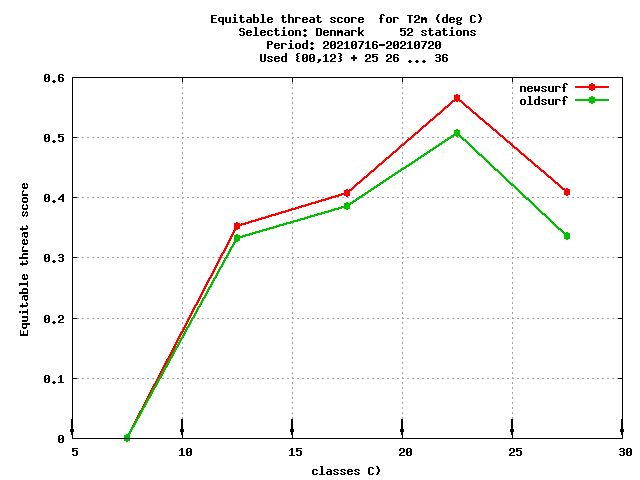 Equitable threat score  for T2m (deg C)
Selection: Denmark     52 stations
Period: 20210716-20210720
Used {00,12} + 25 26 ... 36
newsurf
oldsurf
0.6
0.5
0.4
0.3
0.2
0.1
0
Equitable threat score
5 10 15 20 25 30
classes C)